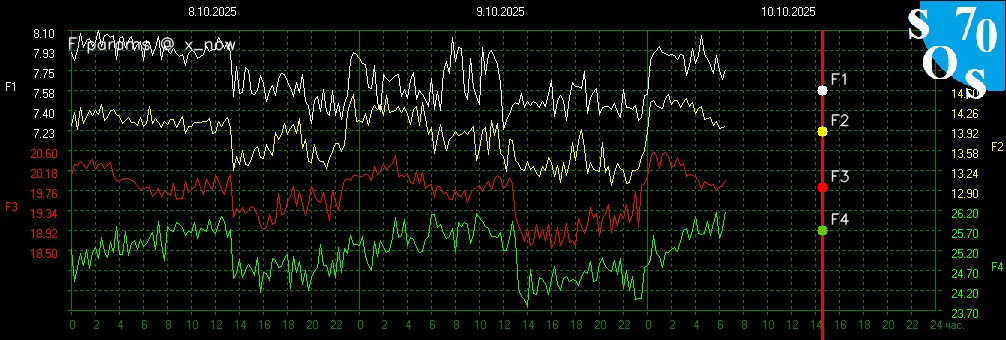 8.10.2025 9.10.2025 10.10.2025
F params @ x_now
S 70
O S
8.10
7.93
7.75
7.58
7.40
7.23
F1
20.60
20.18
19.76
19.34
18.92
18.50
F3
14.26
13.92
13.58
13.24
12.90
F2
26.20
25.70
25.20
24.70
24.20
23.70
F4
F1
F2
F3
F4
0 2 4 6 8 10 12 14 16 18 20 22 0 2 4 6 8 10 12 14 16 18 20 22 0 2 4 6 8 10 12 14 16 18 20 22 24 час.